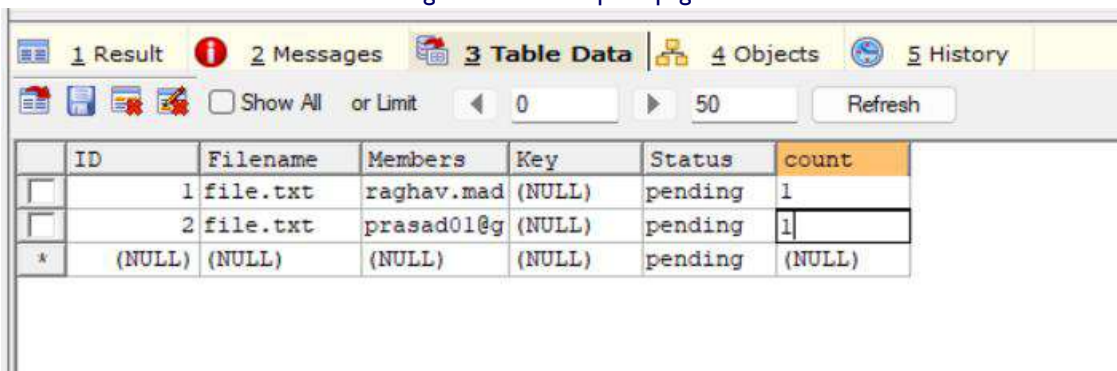 1 Result 2 Messages 3 Table Data 4 Objects 5 History
Show All or Limit 0 50 Refresh
ID Filename Members Key Status count
1 file.txt raghav.mad (NULL) pending 1
2 file.txt prasad01@g (NULL) pending 1
* (NULL) (NULL) (NULL) (NULL) pending (NULL)